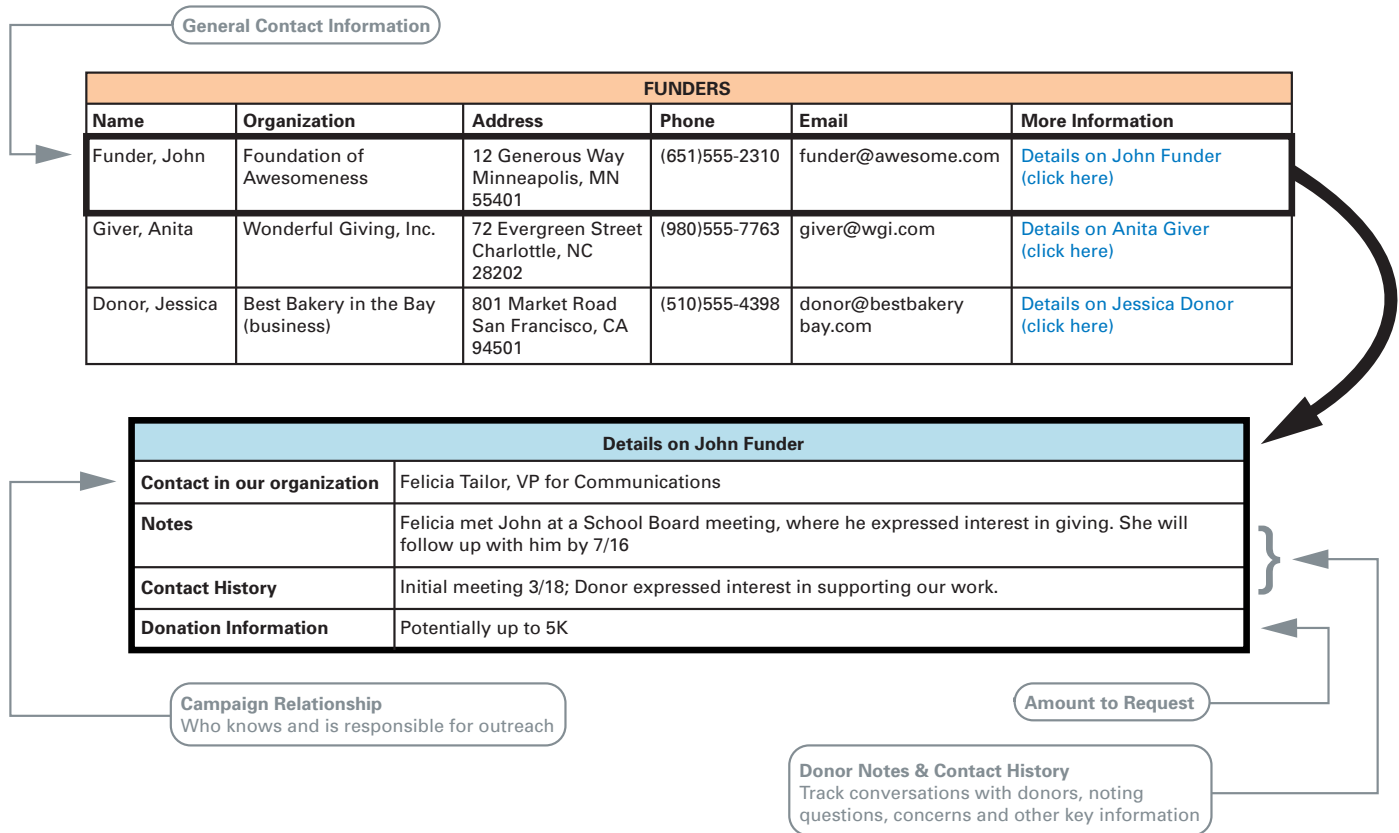 General Contact Information
FUNDERS
Name Organization Address Phone Email More Information
Funder, John Foundation of 12 Generous Way (651)555-2310 funder@awesome.com Details on John Funder
Awesomeness Minneapolis, MN (click here)
55401
Giver, Anita Wonderful Giving, Inc. 72 Evergreen Street (980)555-7763 giver@wgi.com Details on Anita Giver
Charlottle, NC (click here)
28202
Donor, Jessica Best Bakery in the Bay 801 Market Road (510)555-4398 donor@bestbakery Details on Jessica Donor
(business) San Francisco, CA bay.com (click here)
94501
Details on John Funder
Contact in our organization Felicia Tailor, VP for Communications
Notes Felicia met John at a School Board meeting, where he expressed interest in giving. She will
follow up with him by 7/16
Contact History Initial meeting 3/18; Donor expressed interest in supporting our work.
Donation Information Potentially up to 5K
Campaign Relationship
Who knows and is responsible for outreach
Amount to Request
Donor Notes & Contact History
Track conversations with donors, noting
questions, concerns and other key information